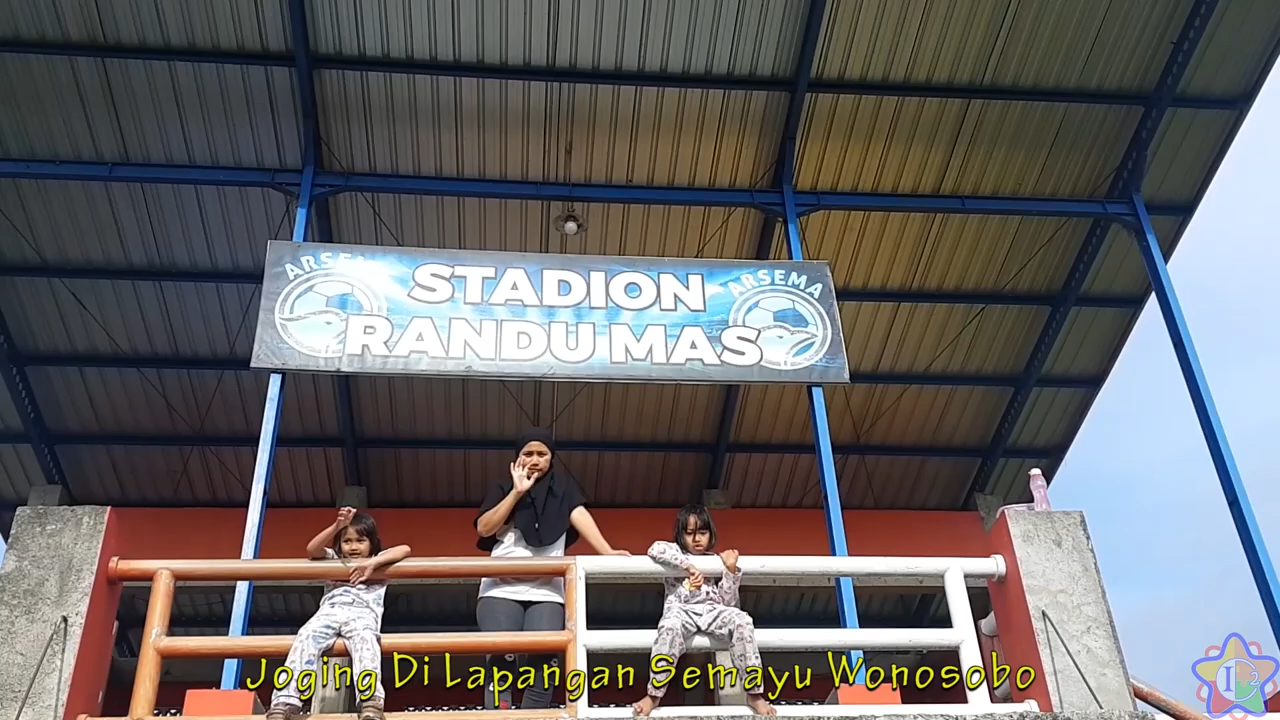 ARSEMA
STADION
ARSEMA
RANDU MAS
Joging Di Lapangan Semayu Wonosobo